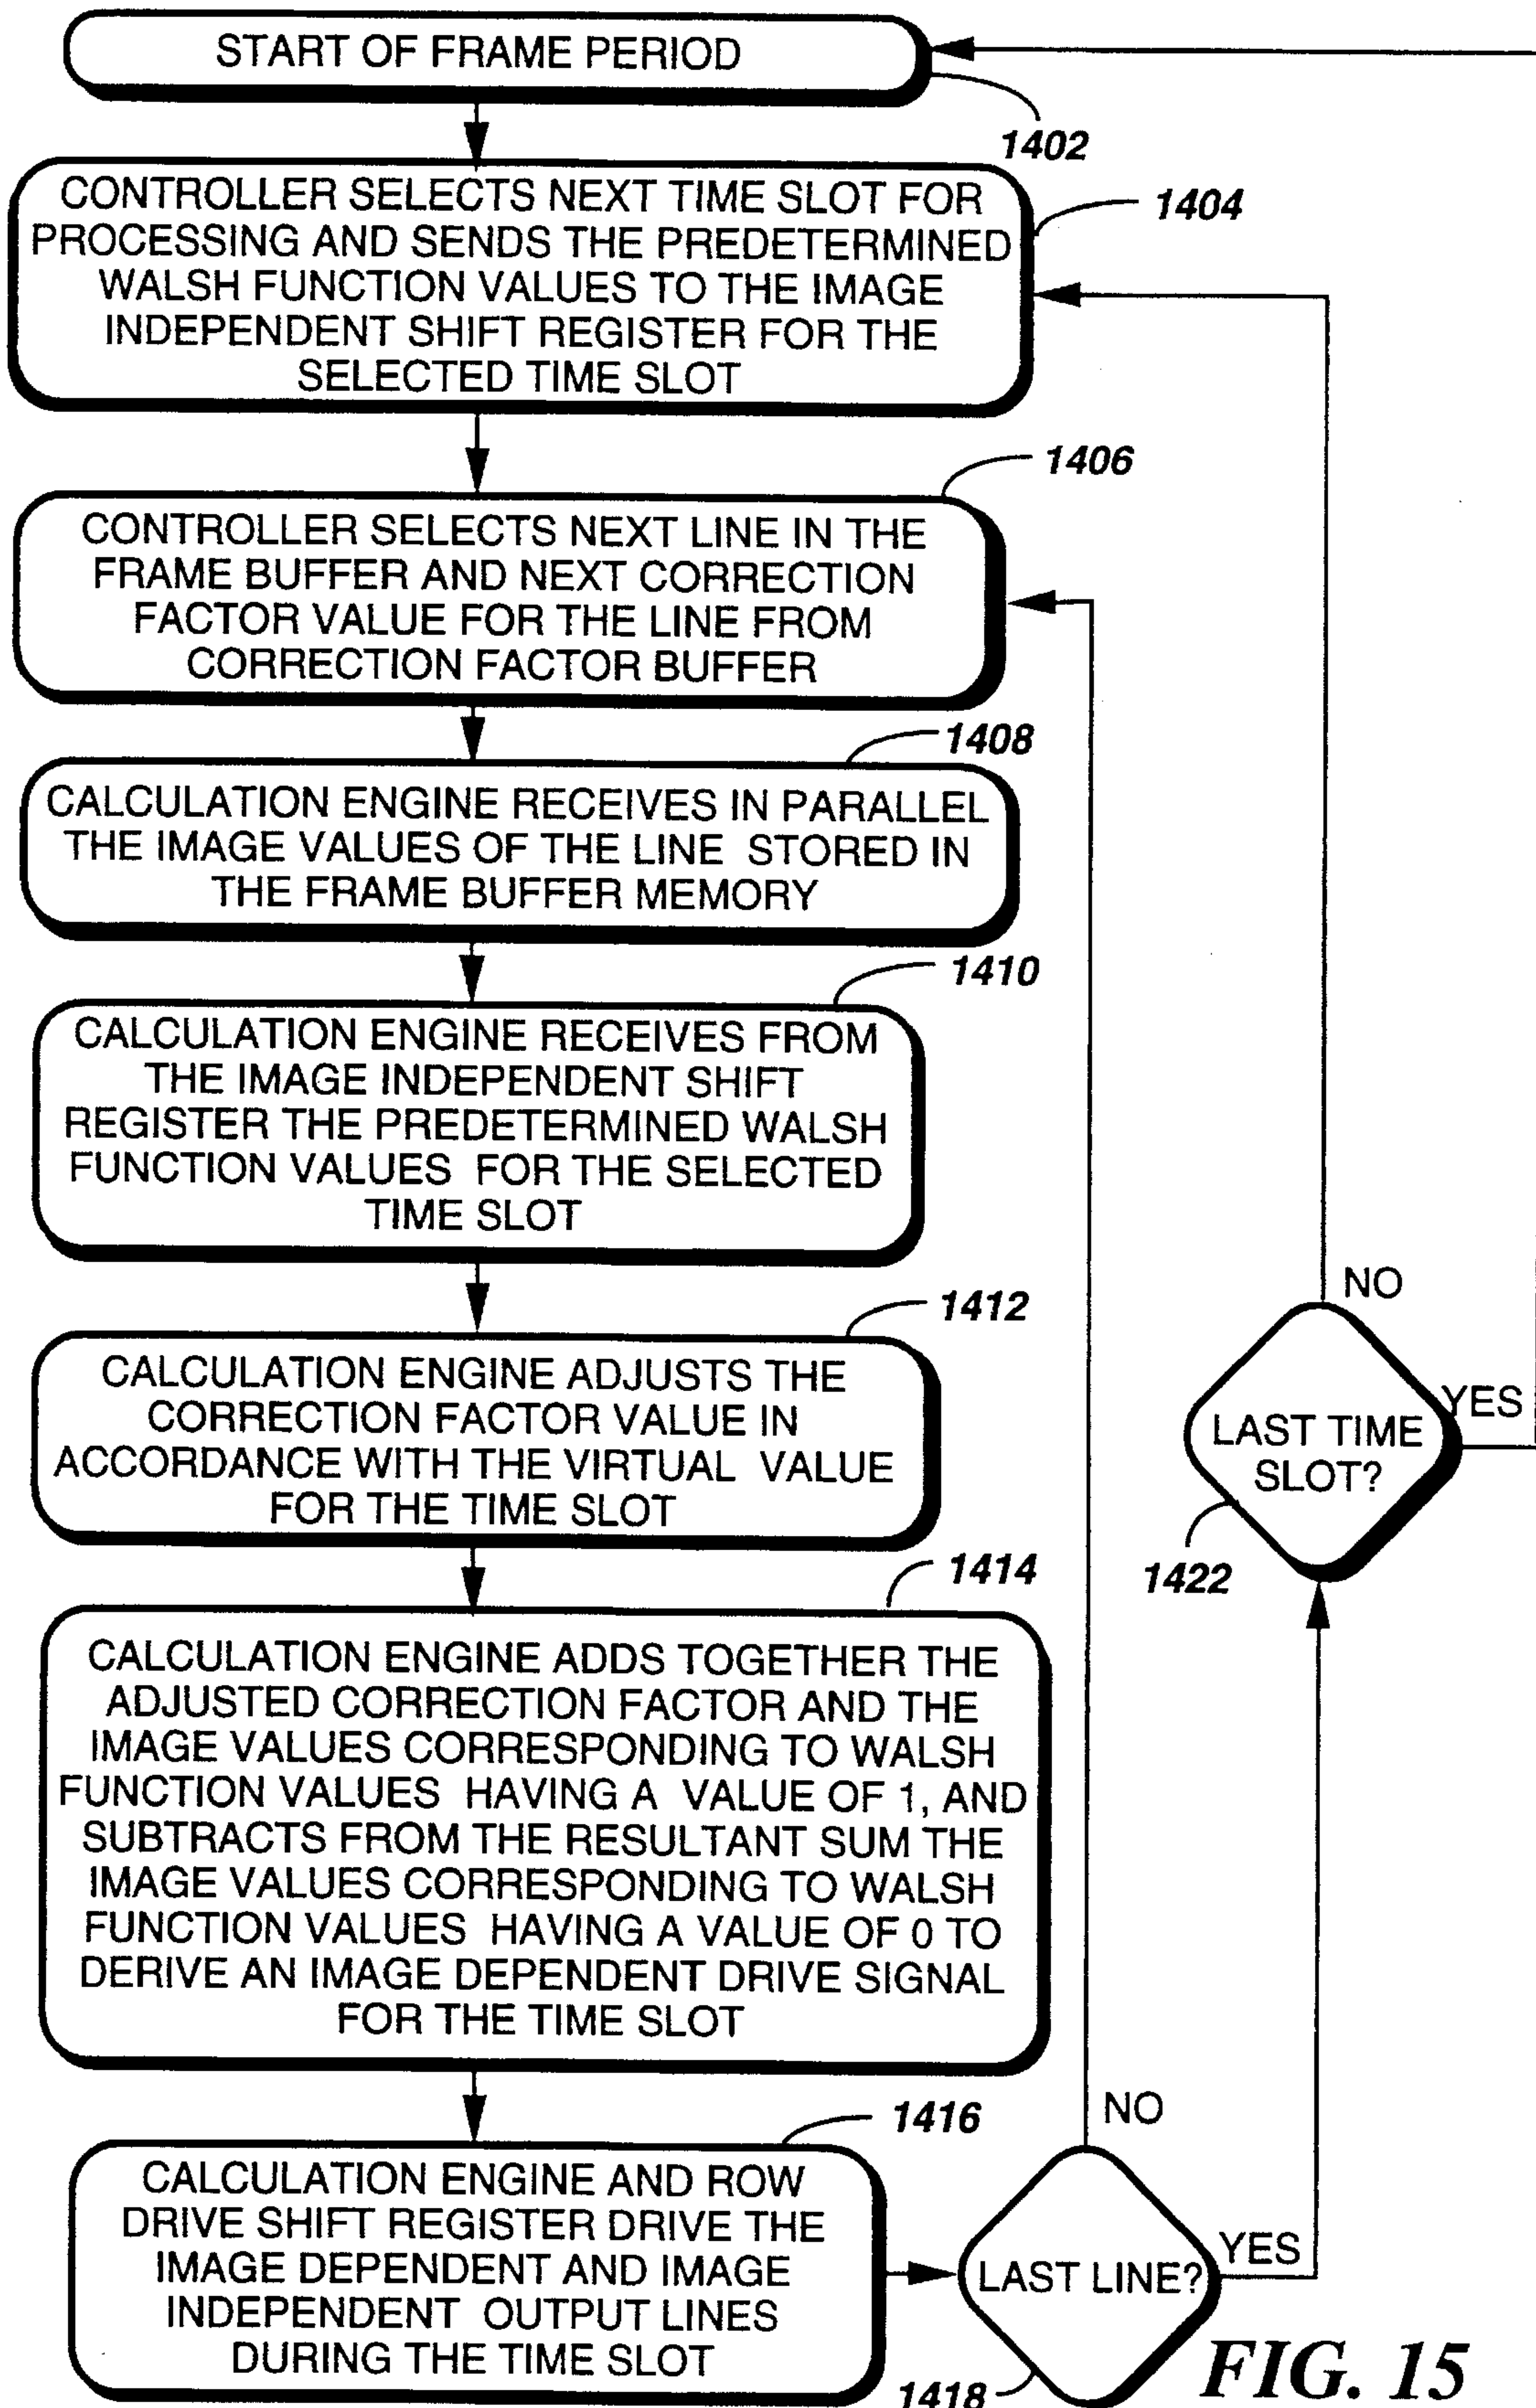 START OF FRAME PERIOD
1402
CONTROLLER SELECTS NEXT TIME SLOT FOR
PROCESSING AND SENDS THE PREDETERMINED
WALSH FUNCTION VALUES TO THE IMAGE
INDEPENDENT SHIFT REGISTER FOR THE
SELECTED TIME SLOT
1404
1406
CONTROLLER SELECTS NEXT LINE IN THE
FRAME BUFFER AND NEXT CORRECTION
FACTOR VALUE FOR THE LINE FROM
CORRECTION FACTOR BUFFER
1408
CALCULATION ENGINE RECEIVES IN PARALLEL
THE IMAGE VALUES OF THE LINE STORED IN
THE FRAME BUFFER MEMORY
1410
CALCULATION ENGINE RECEIVES FROM
THE IMAGE INDEPENDENT SHIFT
REGISTER THE PREDETERMINED WALSH
FUNCTION VALUES FOR THE SELECTED
TIME SLOT
1412
CALCULATION ENGINE ADJUSTS THE
CORRECTION FACTOR VALUE IN
ACCORDANCE WITH THE VIRTUAL VALUE
FOR THE TIME SLOT
1414
CALCULATION ENGINE ADDS TOGETHER THE
ADJUSTED CORRECTION FACTOR AND THE
IMAGE VALUES CORRESPONDING TO WALSH
FUNCTION VALUES HAVING A VALUE OF 1, AND
SUBTRACTS FROM THE RESULTANT SUM THE
IMAGE VALUES CORRESPONDING TO WALSH
FUNCTION VALUES HAVING A VALUE OF 0 TO
DERIVE AN IMAGE DEPENDENT DRIVE SIGNAL
FOR THE TIME SLOT
1416
CALCULATION ENGINE AND ROW
DRIVE SHIFT REGISTER DRIVE THE
IMAGE DEPENDENT AND IMAGE
INDEPENDENT OUTPUT LINES
DURING THE TIME SLOT
NO
LAST LINE?
YES
1418
NO
LAST TIME
SLOT?
YES
1422
FIG. 15